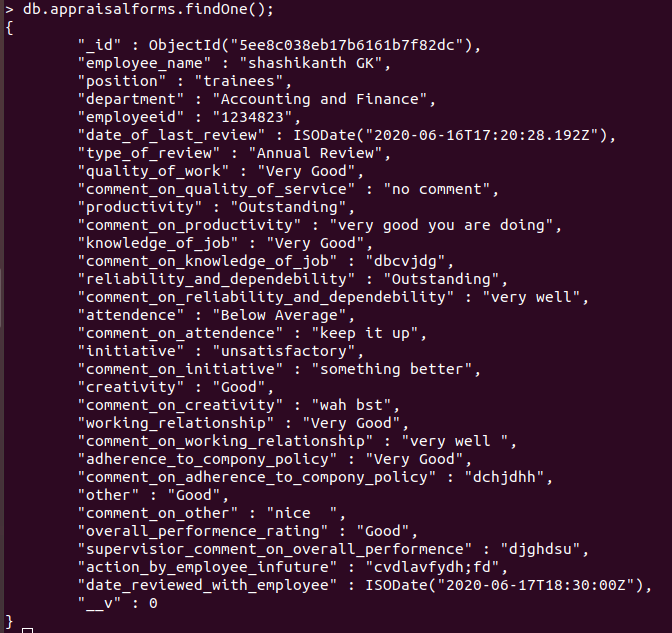 > db.appraisalforms.findOne();
{
"_id" : ObjectId("5ee8c038eb17b6161b7f82dc"),
"employee_name" : "shashikanth GK",
"position" : "trainees",
"department" : "Accounting and Finance",
"employeeid" : "1234823",
"date_of_last_review" : ISODate("2020-06-16T17:20:28.192Z"),
"type_of_review" : "Annual Review",
"quality_of_work" : "Very Good",
"comment_on_quality_of_service" : "no comment",
"productivity" : "Outstanding",
"comment_on_productivity" : "very good you are doing",
"knowledge_of_job" : "Very Good",
"comment_on_knowledge_of_job" : "dbcvjdg",
"reliability_and_dependebility" : "Outstanding",
"comment_on_reliability_and_dependebility" : "very well",
"attendence" : "Below Average",
"comment_on_attendence" : "keep it up",
"initiative" : "unsatisfactory",
"comment_on_initiative" : "something better",
"creativity" : "Good",
"comment_on_creativity" : "wah bst",
"working_relationship" : "Very Good",
"comment_on_working_relationship" : "very well ",
"adherence_to_compony_policy" : "Very Good",
"comment_on_adherence_to_compony_policy" : "dchjdhh",
"other" : "Good",
"comment_on_other" : "nice  ",
"overall_performence_rating" : "Good",
"supervisior_comment_on_overall_performence" : "djghdsu",
"action_by_employee_infuture" : "cvdlavfydh;fd",
"date_reviewed_with_employee" : ISODate("2020-06-17T18:30:00Z"),
"__v" : 0
}